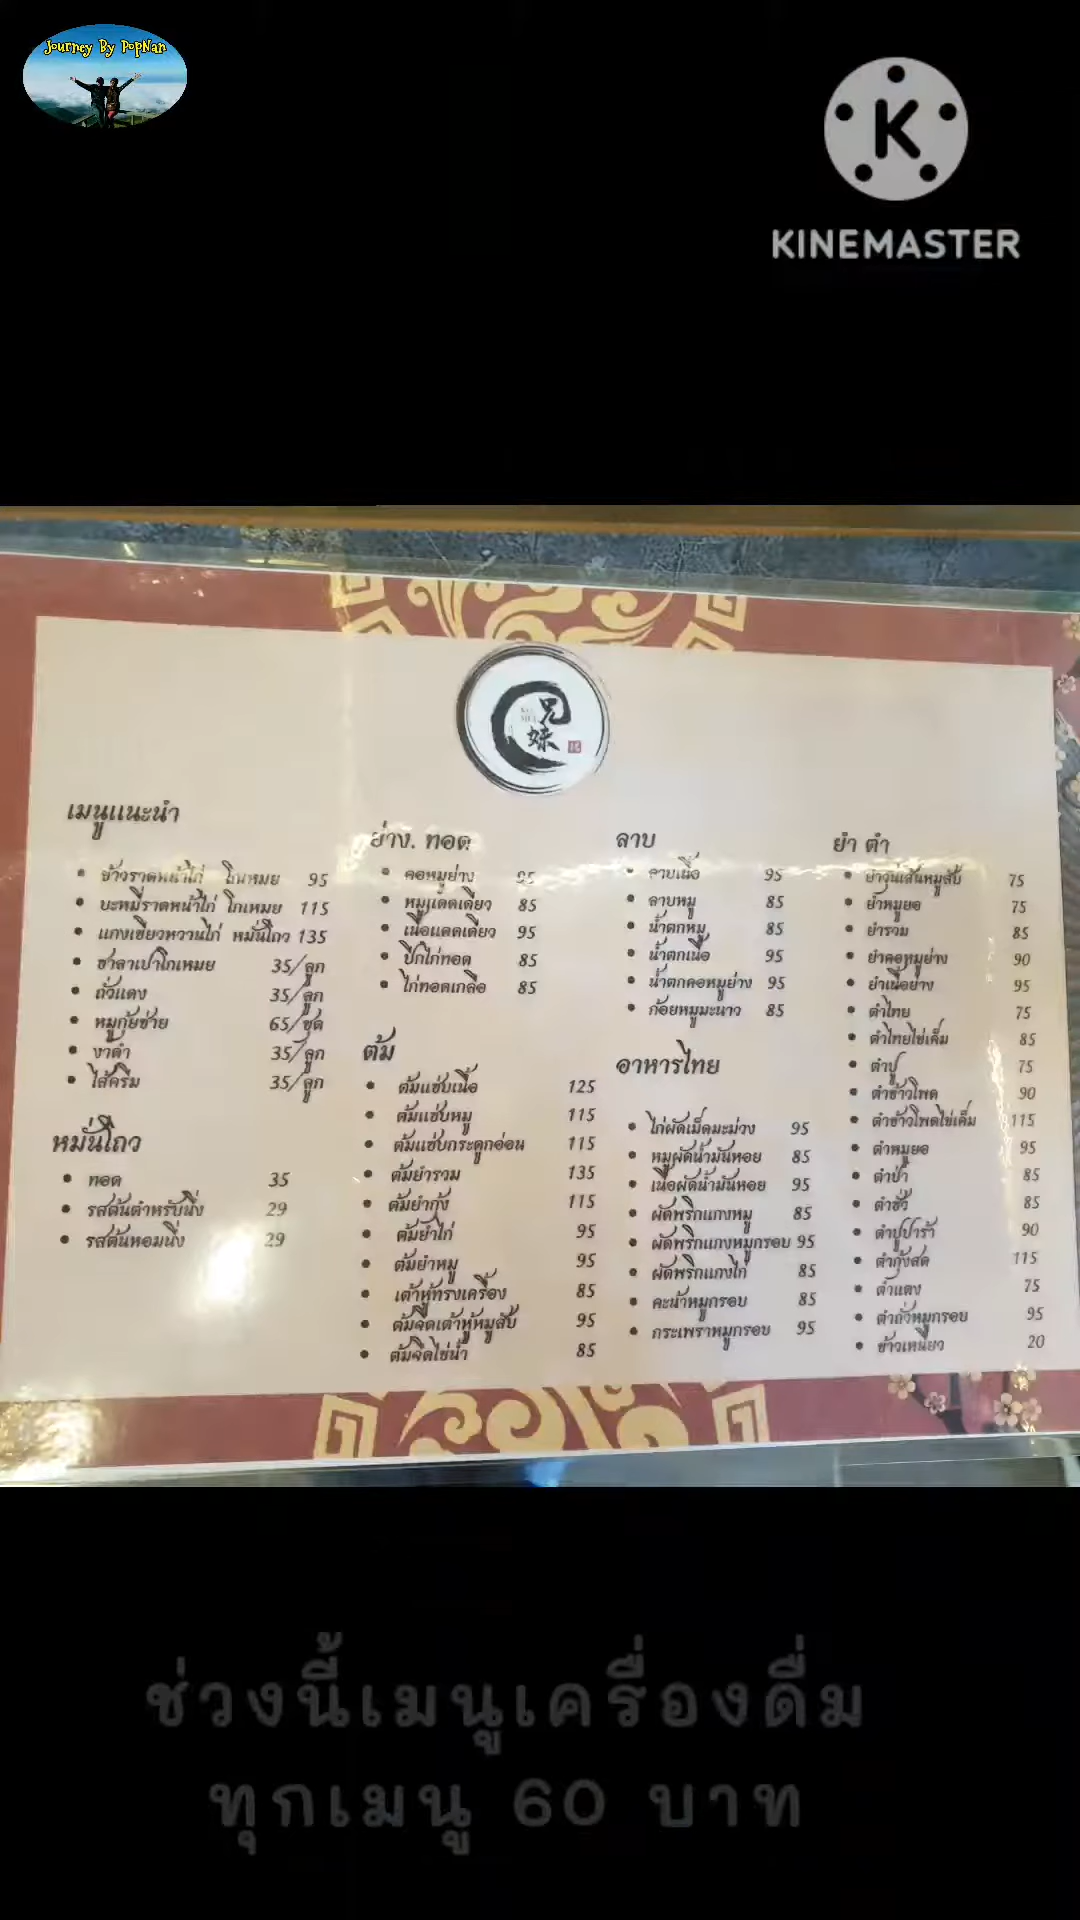 Journey By PopNan
KINEMASTER
兄
妹
เมนูแนะนำ
ข้าวราดหน้าไก่ โกเหมย 95
บะหมี่ราดหน้าไก่ โกเหมย 115
แกงเขียวหวานไก่ หมั่นโถว 135
ซาลาเปาโกเหมย 35/ลูก
ถั่วแดง 35/ลูก
หมูกุ้ยช่าย 65/ชุด
งาดำ 35/ลูก
ไส้ครีม 35/ลูก
หมั่นโถว
ทอด 35
รสต้นตำหรับนึ่ง 29
รสต้นหอมนึ่ง 29
ย่าง. ทอด
คอหมูย่าง 95
หมูแดดเดียว 85
เนื้อแดดเดียว 95
ปีกไก่ทอด 85
ไก่ทอดเกลือ 85
ต้ม
ต้มแซ่บเนื้อ 125
ต้มแซ่บหมู 115
ต้มแซ่บกระดูกอ่อน 115
ต้มยำรวม 135
ต้มยำกุ้ง 115
ต้มยำไก่ 95
ต้มยำหมู 95
เต้าหู้ทรงเครื่อง 85
ต้มจืดเต้าหู้หมูสับ 95
ต้มจืดไข่น้ำ 85
ลาบ
ลาบเนื้อ 95
ลาบหมู 85
น้ำตกหมู 85
น้ำตกเนื้อ 95
น้ำตกคอหมูย่าง 95
ก้อยหมูมะนาว 85
อาหารไทย
ไก่ผัดเม็ดมะม่วง 95
หมูผัดน้ำมันหอย 85
เนื้อผัดน้ำมันหอย 95
ผัดพริกแกงหมู 85
ผัดพริกแกงหมูกรอบ 95
ผัดพริกแกงไก่ 85
คะน้าหมูกรอบ 85
กระเพราหมูกรอบ 95
ยำ ตำ
ยำวุ้นเส้นหมูสับ 75
ยำหมูยอ 75
ยำรวม 85
ยำคอหมูย่าง 90
ยำเนื้อย่าง 95
ตำไทย 75
ตำไทยไข่เค็ม 85
ตำปู 75
ตำข้าวโพด 90
ตำข้าวโพดไข่เค็ม 115
ตำหมูยอ 95
ตำป่า 85
ตำซั่ว 85
ตำปูปลาร้า 90
ตำกุ้งสด 115
ตำแตง 75
ตำถั่วหมูกรอบ 95
ข้าวเหนียว 20
ช่วงนี้เมนูเครื่องดื่ม
ทุกเมนู 60 บาท